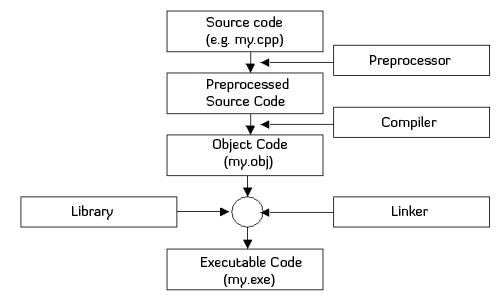 Source code
(e.g. my.cpp)
Preprocessor
Preprocessed
Source Code
Compiler
Object Code
(my.obj)
Library
Linker
Executable Code
(my.exe)